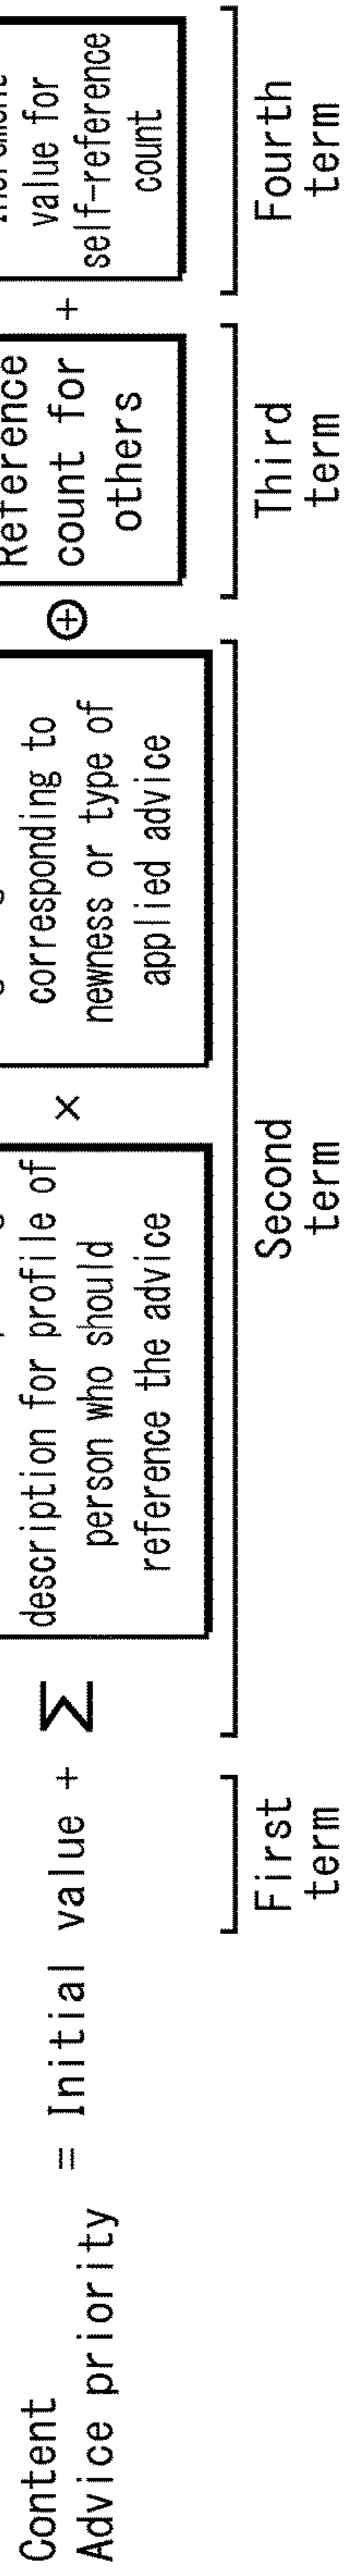 Content
Advice priority
= Initial value +
Σ
description for profile of
person who should
reference the advice
×
corresponding to
newness or type of
applied advice
⊕
Reference
count for
others
+
value for
self-reference
count
First
term
Second
term
Third
term
Fourth
term